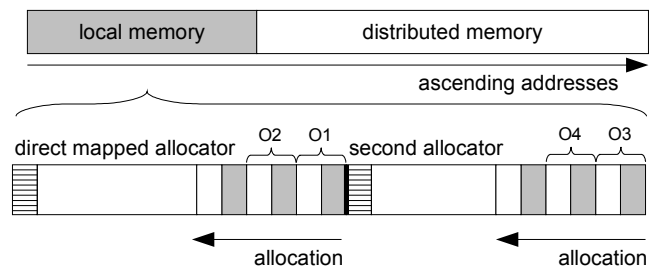 local memory
distributed memory
ascending addresses
direct mapped allocator
O2
O1
second allocator
O4
O3
allocation
allocation